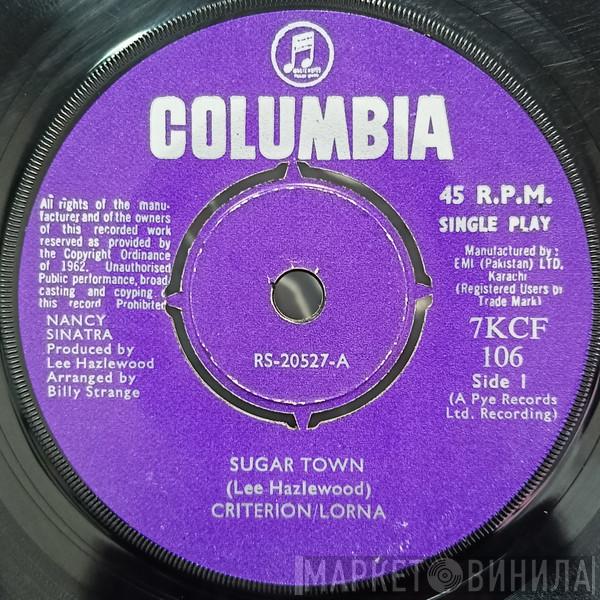 COLUMBIA
45 R.P.M.
SINGLE PLAY
All rights of the manu-
facturer and of the owners
of this recorded work
reserved as provided by
the Copyright Ordinance
of 1962. Unauthorised
Public performance, broad
casting and coyping of
this record Prohibited
Manufactured by:
EMI (Pakistan) LTD.
Karachi
(Registered Users of
Trade Mark)
NANCY
SINATRA
Produced by
Lee Hazlewood
Arranged by
Billy Strange
RS-20527-A
7KCF
106
Side 1
(A Pye Records
Ltd. Recording)
SUGAR TOWN
(Lee Hazlewood)
CRITERION/LORNA
МАРКЕТ ВИНИЛА